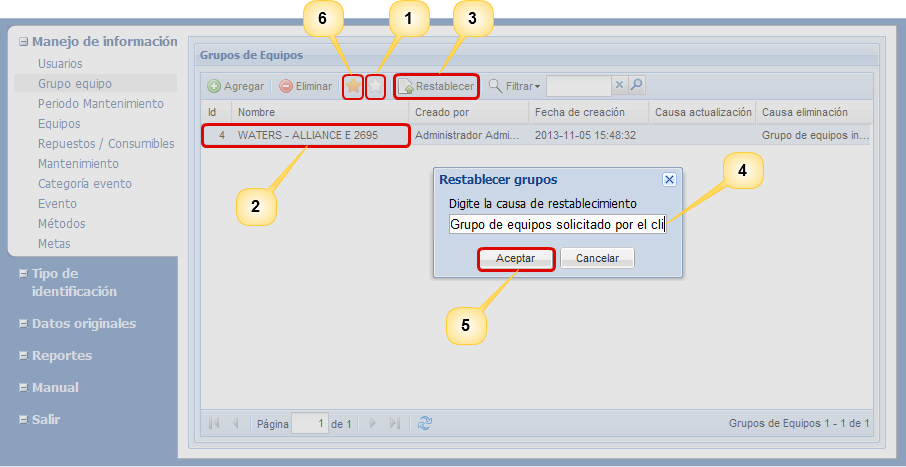 6
1
3
Manejo de información
Usuarios
Grupo equipo
Periodo Mantenimiento
Equipos
Repuestos / Consumibles
Mantenimiento
Categoría evento
Evento
Métodos
Metas
Tipo de
identificación
Datos originales
Reportes
Manual
Salir
Grupos de Equipos
Agregar
Eliminar
Restablecer
Filtrar
Id
Nombre
Creado por
Fecha de creación
Causa actualización
Causa eliminación
4
WATERS - ALLIANCE E 2695
Administrador Admi...
2013-11-05 15:48:32
Grupo de equipos in...
2
4
Restablecer grupos
Digite la causa de restablecimiento
Grupo de equipos solicitado por el cli
Aceptar
Cancelar
5
Página
1
de 1
Grupos de Equipos 1 - 1 de 1